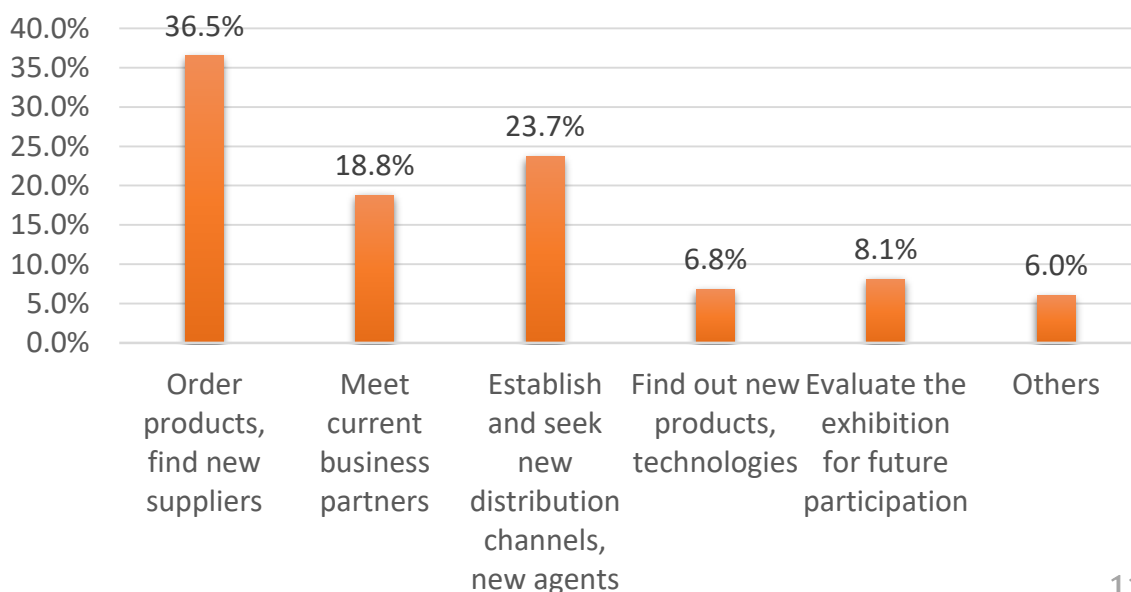 40.0%
35.0%
30.0%
25.0%
20.0%
15.0%
10.0%
5.0%
0.0%
36.5%
18.8%
23.7%
6.8%
8.1%
6.0%
Order
products,
find new
suppliers
Meet
current
business
partners
Establish
and seek
new
distribution
channels,
new agents
Find out new
products,
technologies
Evaluate the
exhibition
for future
participation
Others